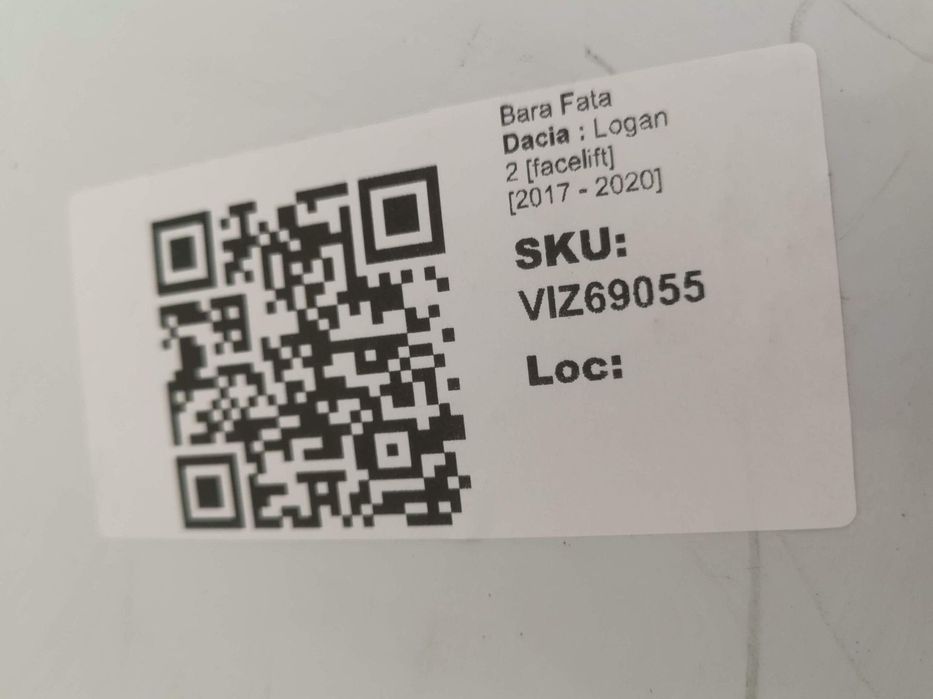 Bara Fata
Dacia : Logan
2 [facelift]
[2017 - 2020]
SKU:
VIZ69055
Loc: